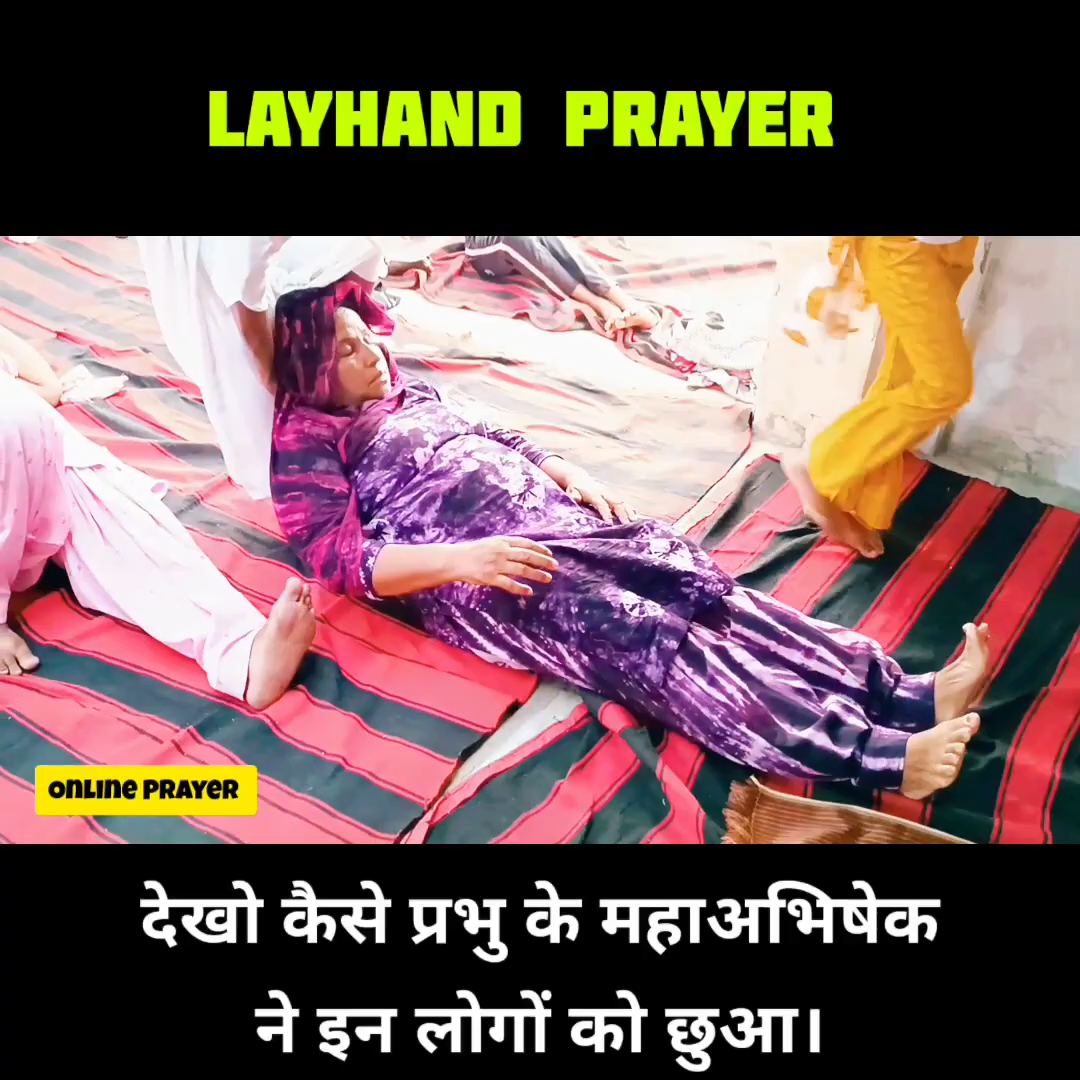 LAYHAND PRAYER
ONLINE PRAYER
देखो कैसे प्रभु के महाअभिषेक
ने इन लोगों को छुआ।